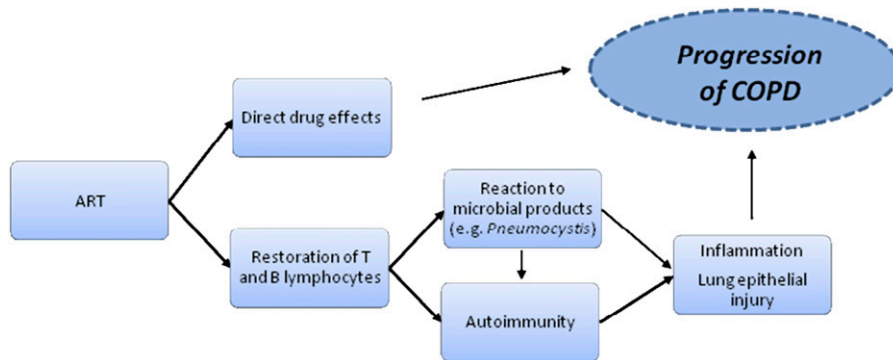 Progression
of COPD
Direct drug effects
ART
Reaction to
microbial products
(e.g. Pneumocystis)
Restoration of T
and B lymphocytes
Inflammation
Lung epithelial
injury
Autoimmunity